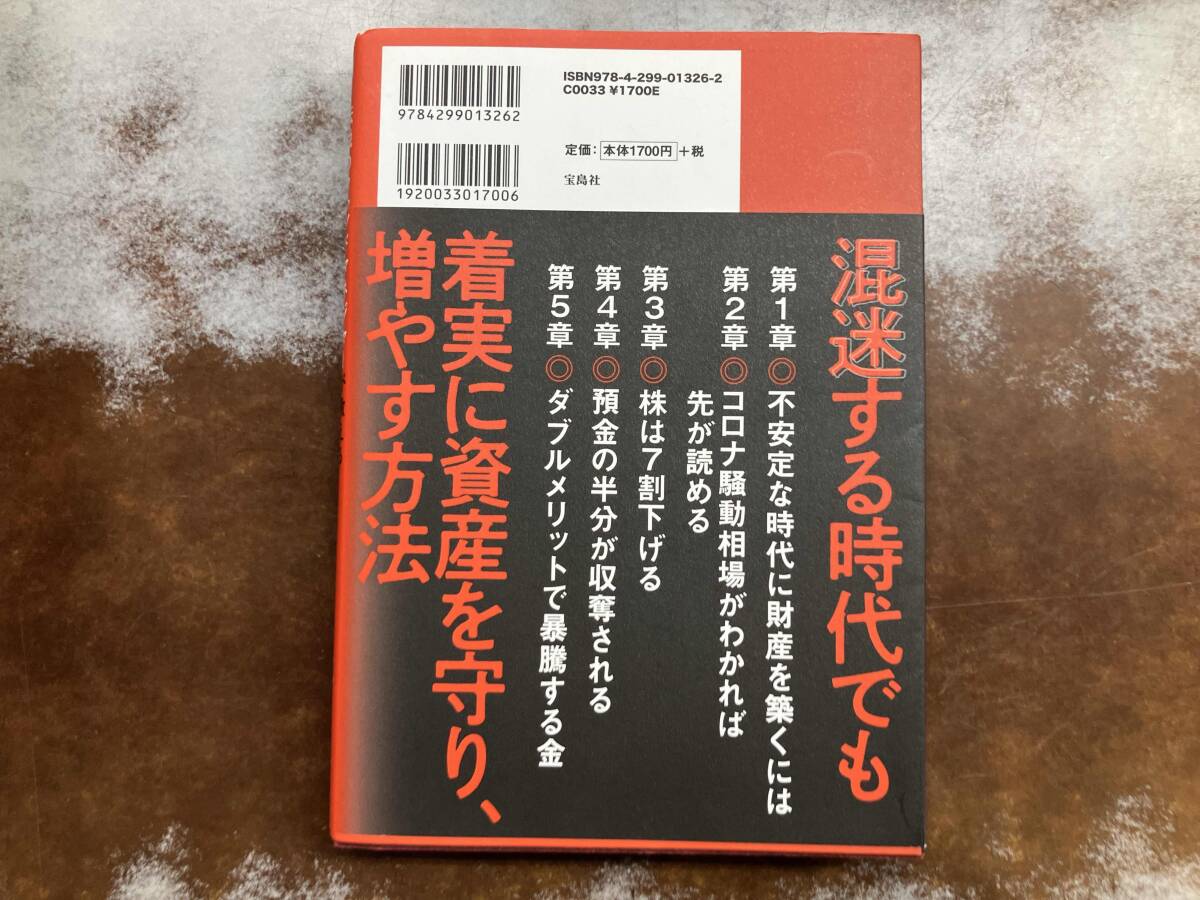 ISBN978-4-299-01326-2
C0033 ¥1700E
9784299013262
定価：本体1700円＋税
1920033017006
宝島社
混迷する時代でも
第1章◎不安定な時代に財産を築くには
第2章◎コロナ騒動相場がわかれば
先が読める
第3章◎株は7割下げる
第4章◎預金の半分が収奪される
第5章◎ダブルメリットで暴騰する金
着実に資産を守り、
増やす方法